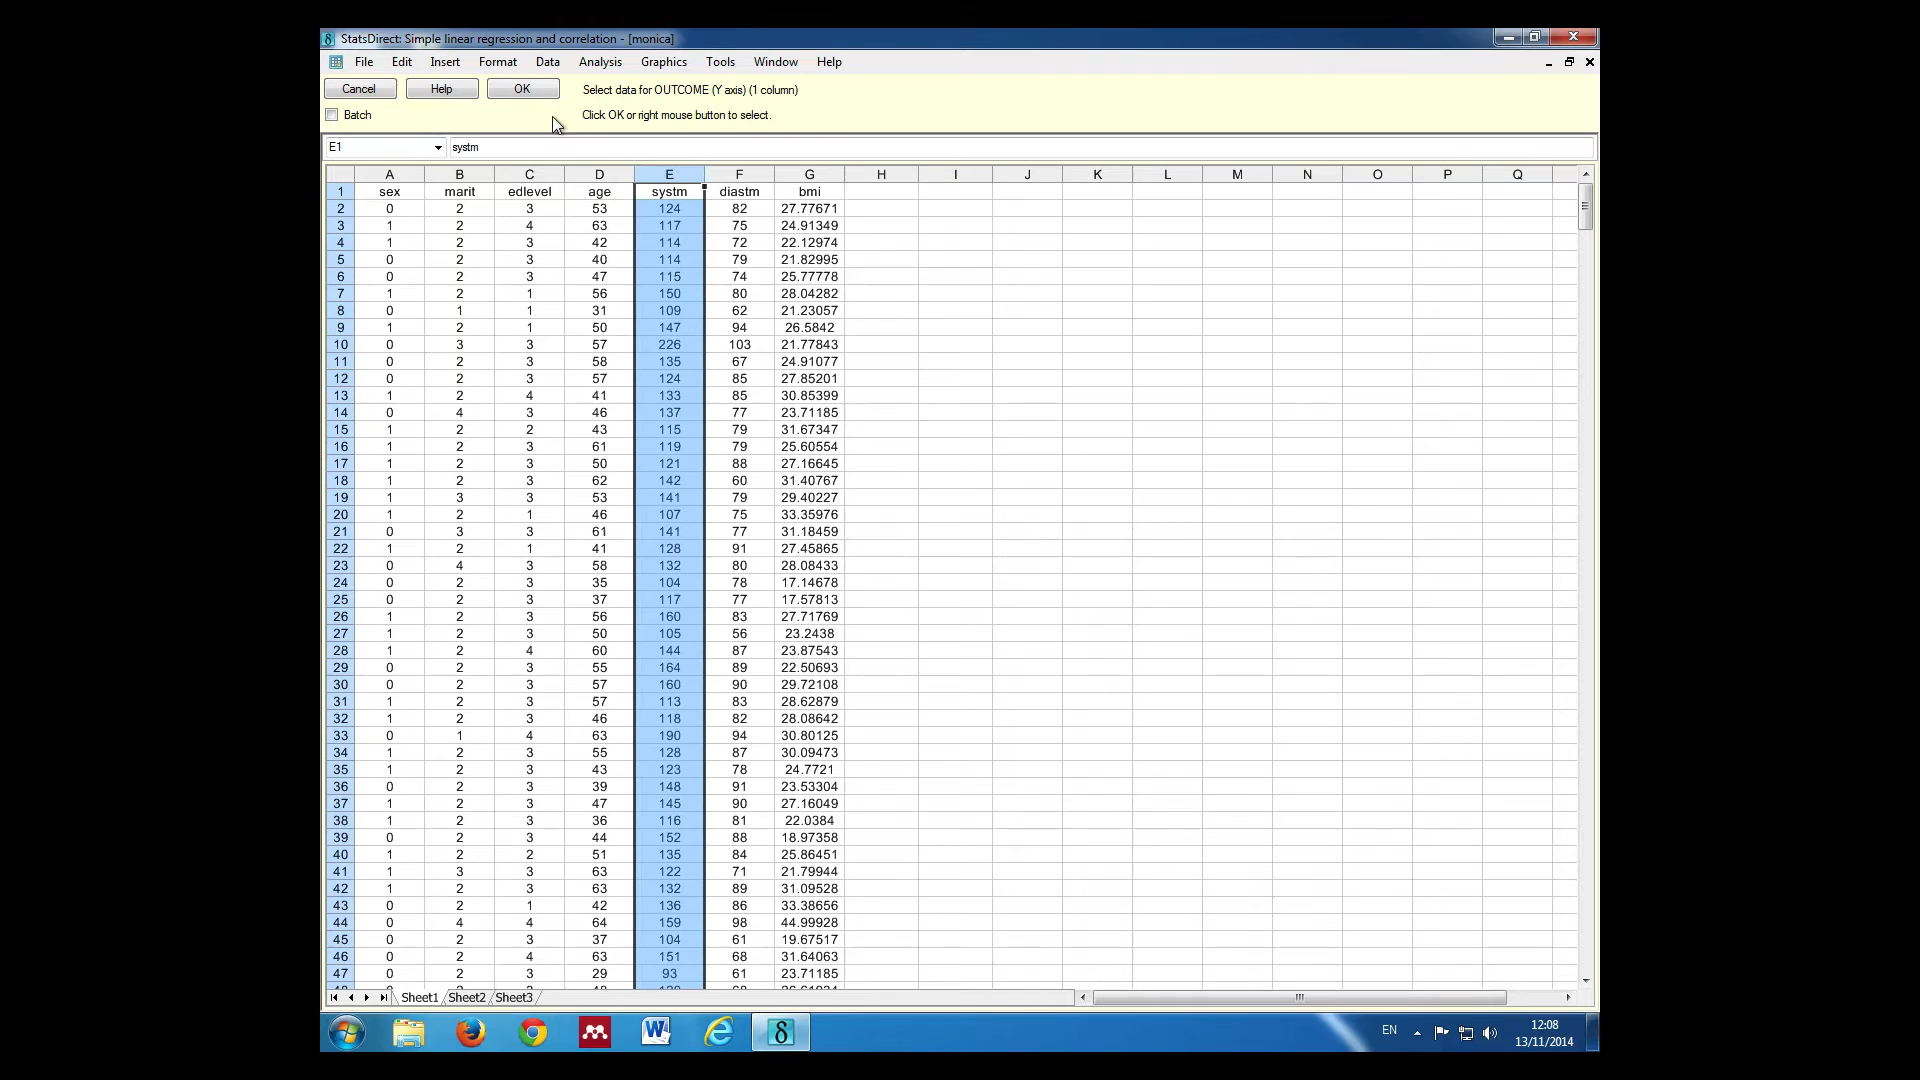 StatsDirect: Simple linear regression and correlation - [monica]
File Edit Insert Format Data Analysis Graphics Tools Window Help
Cancel Help OK Select data for OUTCOME (Y axis) (1 column)
Batch Click OK or right mouse button to select.
E1 systm
A B C D E F G H I J K L M N O P Q
1 sex marit edlevel age systm diastm bmi
2 0 2 3 53 124 82 27.77671
3 1 2 4 63 117 75 24.91349
4 1 2 3 42 114 72 22.12974
5 0 2 3 40 114 79 21.82995
6 0 2 3 47 115 74 25.77778
7 1 2 1 56 150 80 28.04282
8 0 1 1 31 109 62 21.23057
9 1 2 1 50 147 94 26.5842
10 0 3 3 57 226 103 21.77843
11 0 2 3 58 135 67 24.91077
12 0 2 3 57 124 85 27.85201
13 1 2 4 41 133 85 30.85399
14 0 4 3 46 137 77 23.71185
15 1 2 2 43 115 79 31.67347
16 1 2 3 61 119 79 25.60554
17 1 2 3 50 121 88 27.16645
18 1 2 3 62 142 60 31.40767
19 1 3 3 53 141 79 29.40227
20 1 2 1 46 107 75 33.35976
21 0 3 3 61 141 77 31.18459
22 1 2 1 41 128 91 27.45865
23 0 4 3 58 132 80 28.08433
24 0 2 3 35 104 78 17.14678
25 0 2 3 37 117 77 17.57813
26 1 2 3 56 160 83 27.71769
27 1 2 3 50 105 56 23.2438
28 1 2 4 60 144 87 23.87543
29 0 2 3 55 164 89 22.50693
30 0 2 3 57 160 90 29.72108
31 1 2 3 57 113 83 28.62879
32 1 2 3 46 118 82 28.08642
33 0 1 4 63 190 94 30.80125
34 1 2 3 55 128 87 30.09473
35 1 2 3 43 123 78 24.7721
36 0 2 3 39 148 91 23.53304
37 1 2 3 47 145 90 27.16049
38 1 2 3 36 116 81 22.0384
39 0 2 3 44 152 88 18.97358
40 1 2 2 51 135 84 25.86451
41 1 3 3 63 122 71 21.79944
42 1 2 3 63 132 89 31.09528
43 0 2 1 42 136 86 33.38656
44 0 4 4 64 159 98 44.99928
45 0 2 3 37 104 61 19.67517
46 0 2 4 63 151 68 31.64063
47 0 2 3 29 93 61 23.71185
Sheet1 Sheet2 Sheet3
EN 12:08
13/11/2014